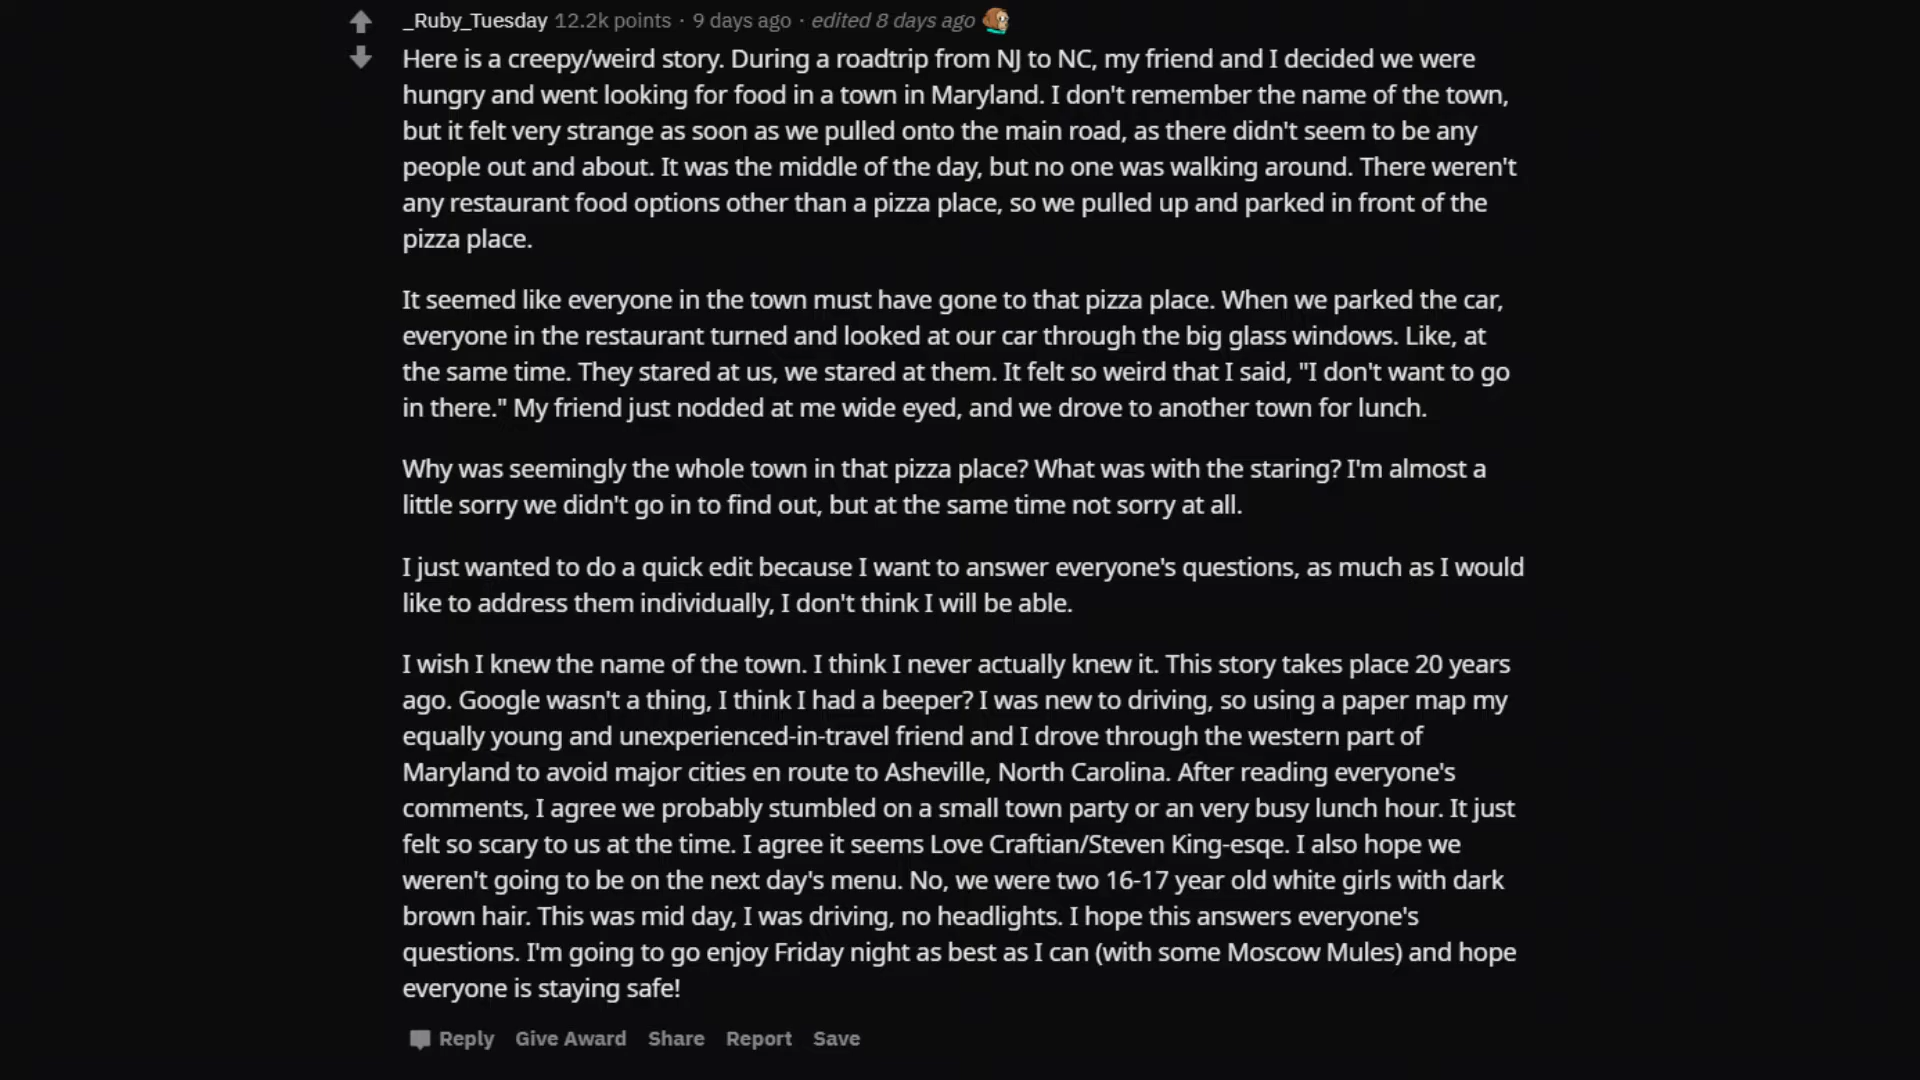 _Ruby_Tuesday 12.2k points · 9 days ago · edited 8 days ago
Here is a creepy/weird story. During a roadtrip from NJ to NC, my friend and I decided we were
hungry and went looking for food in a town in Maryland. I don't remember the name of the town,
but it felt very strange as soon as we pulled onto the main road, as there didn't seem to be any
people out and about. It was the middle of the day, but no one was walking around. There weren't
any restaurant food options other than a pizza place, so we pulled up and parked in front of the
pizza place.
It seemed like everyone in the town must have gone to that pizza place. When we parked the car,
everyone in the restaurant turned and looked at our car through the big glass windows. Like, at
the same time. They stared at us, we stared at them. It felt so weird that I said, "I don't want to go
in there." My friend just nodded at me wide eyed, and we drove to another town for lunch.
Why was seemingly the whole town in that pizza place? What was with the staring? I'm almost a
little sorry we didn't go in to find out, but at the same time not sorry at all.
I just wanted to do a quick edit because I want to answer everyone's questions, as much as I would
like to address them individually, I don't think I will be able.
I wish I knew the name of the town. I think I never actually knew it. This story takes place 20 years
ago. Google wasn't a thing, I think I had a beeper? I was new to driving, so using a paper map my
equally young and unexperienced-in-travel friend and I drove through the western part of
Maryland to avoid major cities en route to Asheville, North Carolina. After reading everyone's
comments, I agree we probably stumbled on a small town party or an very busy lunch hour. It just
felt so scary to us at the time. I agree it seems Love Craftian/Steven King-esqe. I also hope we
weren't going to be on the next day's menu. No, we were two 16-17 year old white girls with dark
brown hair. This was mid day, I was driving, no headlights. I hope this answers everyone's
questions. I'm going to go enjoy Friday night as best as I can (with some Moscow Mules) and hope
everyone is staying safe!
Reply Give Award Share Report Save